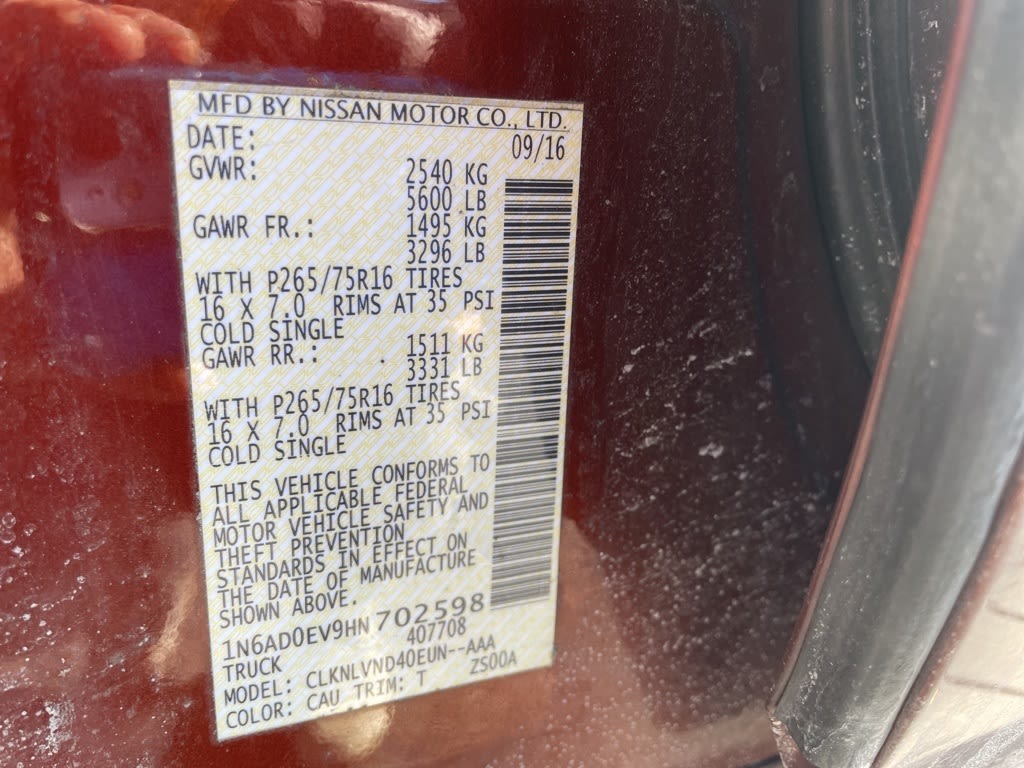 MFD BY NISSAN MOTOR CO., LTD.
DATE: 09/16
GVWR: 2540 KG
5600 LB
GAWR FR.: 1495 KG
3296 LB
WITH P265/75R16 TIRES
16 X 7.0 RIMS AT 35 PSI
COLD SINGLE
GAWR RR.: 1511 KG
3331 LB
WITH P265/75R16 TIRES
16 X 7.0 RIMS AT 35 PSI
COLD SINGLE
THIS VEHICLE CONFORMS TO
ALL APPLICABLE FEDERAL
MOTOR VEHICLE SAFETY AND
THEFT PREVENTION
STANDARDS IN EFFECT ON
THE DATE OF MANUFACTURE
SHOWN ABOVE.
1N6AD0EV9HN702598
TRUCK 407708
MODEL: CLKNLVND40EUN--AAA
COLOR: CAU TRIM: T ZS00A